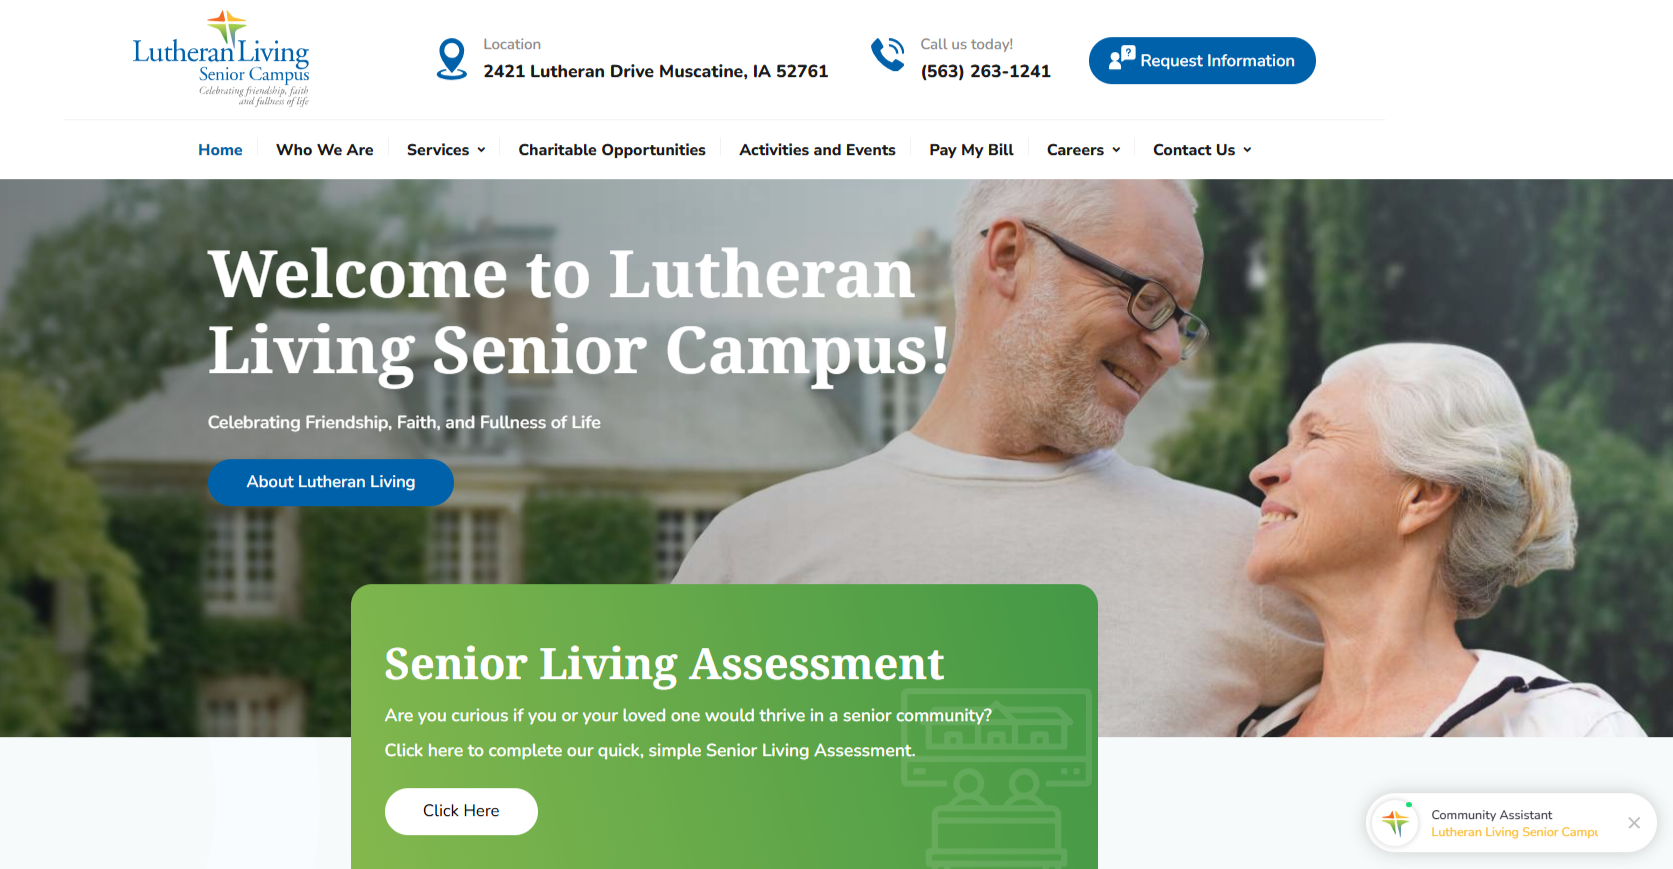 Lutheran Living
Senior Campus
Celebrating friendship, faith
and fullness of life
Location
2421 Lutheran Drive Muscatine, IA 52761
Call us today!
(563) 263-1241
Request Information
Home
Who We Are
Services
Charitable Opportunities
Activities and Events
Pay My Bill
Careers
Contact Us
Welcome to Lutheran
Living Senior Campus!
Celebrating Friendship, Faith, and Fullness of Life
About Lutheran Living
Senior Living Assessment
Are you curious if you or your loved one would thrive in a senior community?
Click here to complete our quick, simple Senior Living Assessment.
Click Here
Community Assistant
Lutheran Living Senior Campu